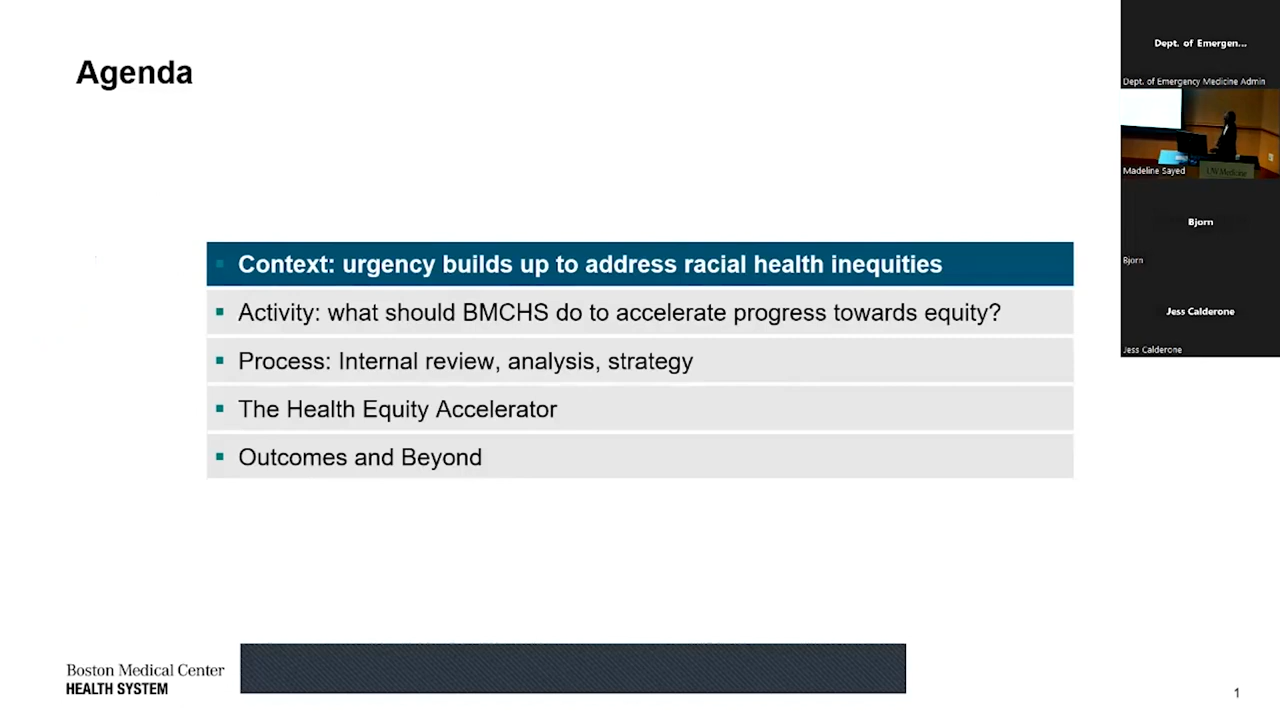 Agenda
Context: urgency builds up to address racial health inequities
Activity: what should BMCHS do to accelerate progress towards equity?
Process: Internal review, analysis, strategy
The Health Equity Accelerator
Outcomes and Beyond
Boston Medical Center
HEALTH SYSTEM
1
Dept. of Emergen...
Dept. of Emergency Medicine Admin
UW Medicine
Madeline Sayed
Bjorn
Bjorn
Jess Calderone
Jess Calderone